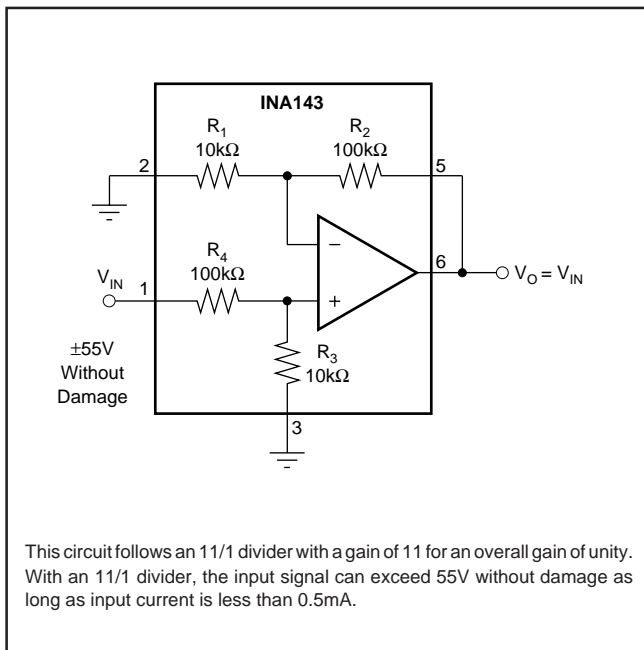 INA143
R1
10kΩ
R2
100kΩ
2
5
VIN
1
R4
100kΩ
−
+
6
VO = VIN
±55V
Without
Damage
R3
10kΩ
3
This circuit follows an 11/1 divider with a gain of 11 for an overall gain of unity.
With an 11/1 divider, the input signal can exceed 55V without damage as
long as input current is less than 0.5mA.